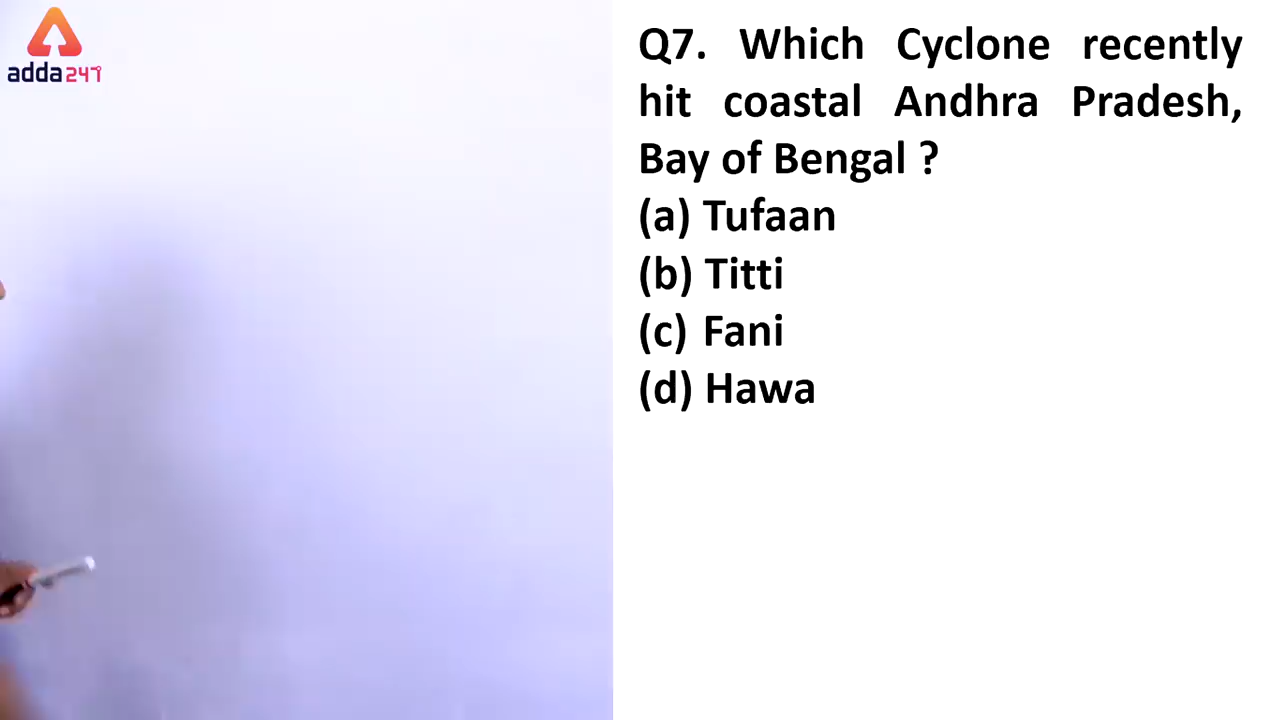 adda247
Q7. Which Cyclone recently
hit coastal Andhra Pradesh,
Bay of Bengal ?
(a) Tufaan
(b) Titti
(c) Fani
(d) Hawa